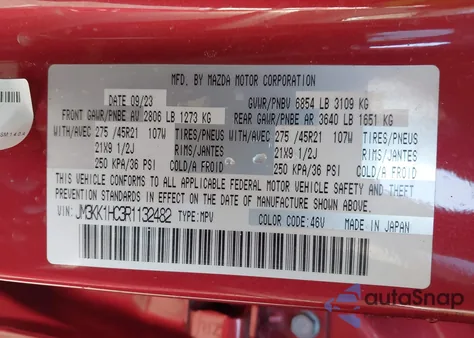 MFD. BY MAZDA MOTOR CORPORATION
DATE 09/23 GVWR/PNBV 6854 LB 3109 KG
FRONT GAWR/PNBE AV 2806 LB 1273 KG REAR GAWR/PNBE AR 3640 LB 1651 KG
WITH/AVEC 275 /45R21 107W TIRES/PNEUS WITH/AVEC 275 /45R21 107W TIRES/PNEUS
21X9 1/2J RIMS/JANTES 21X9 1/2J RIMS/JANTES
250 KPA/36 PSI COLD/A FROID 250 KPA/36 PSI COLD/A FROID
THIS VEHICLE CONFORMS TO ALL APPLICABLE FEDERAL MOTOR VEHICLE SAFETY AND THEFT
PREVENTION STANDARDS IN EFFECT ON THE DATE OF MANUFACTURE SHOWN ABOVE.
VIN: JM3KK1HC3R1132482 TYPE: MPV COLOR CODE: 46V MADE IN JAPAN
autoSnap